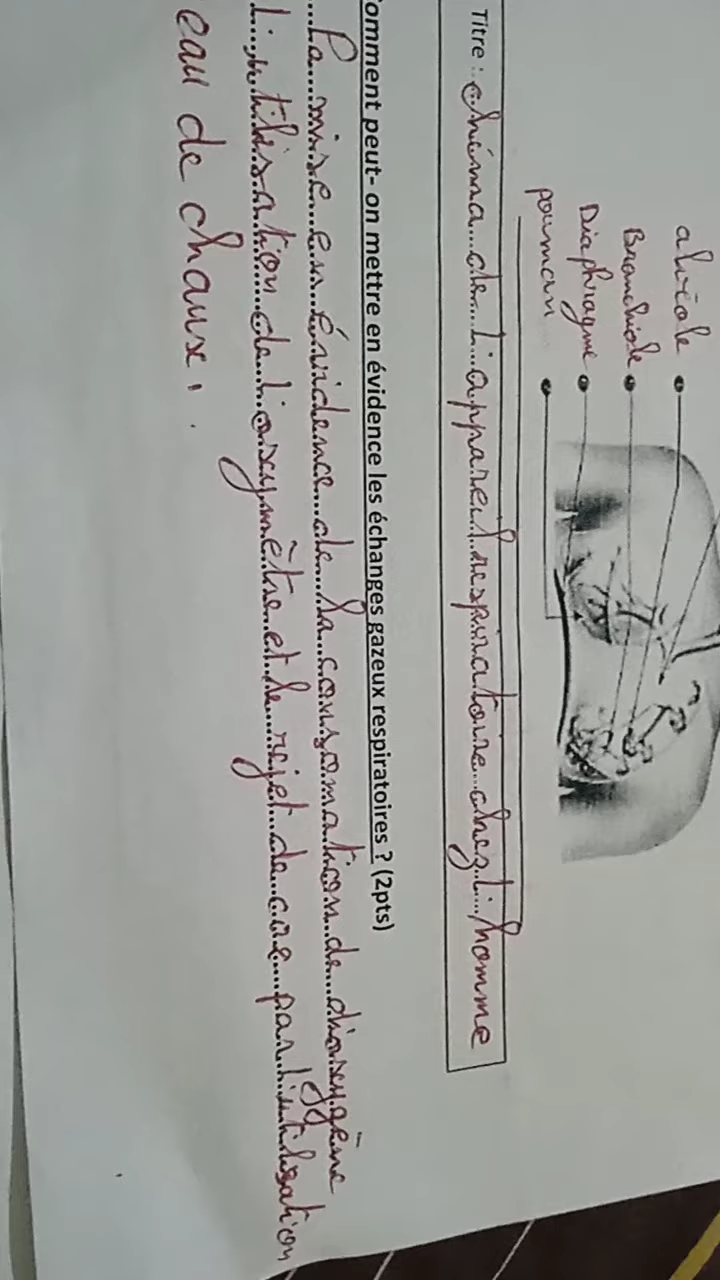 alvéole
Bronchiole
Diaphragme
poumon
Titre : chéma de l'appareil respiratoire chez l'homme
omment peut- on mettre en évidence les échanges gazeux respiratoires ? (2pts)
La mise en évidence de la consomation de dioxygène
l'utilisation de l'oxymètre et le rejet de co2 par l'utilisation
eau de chaux.